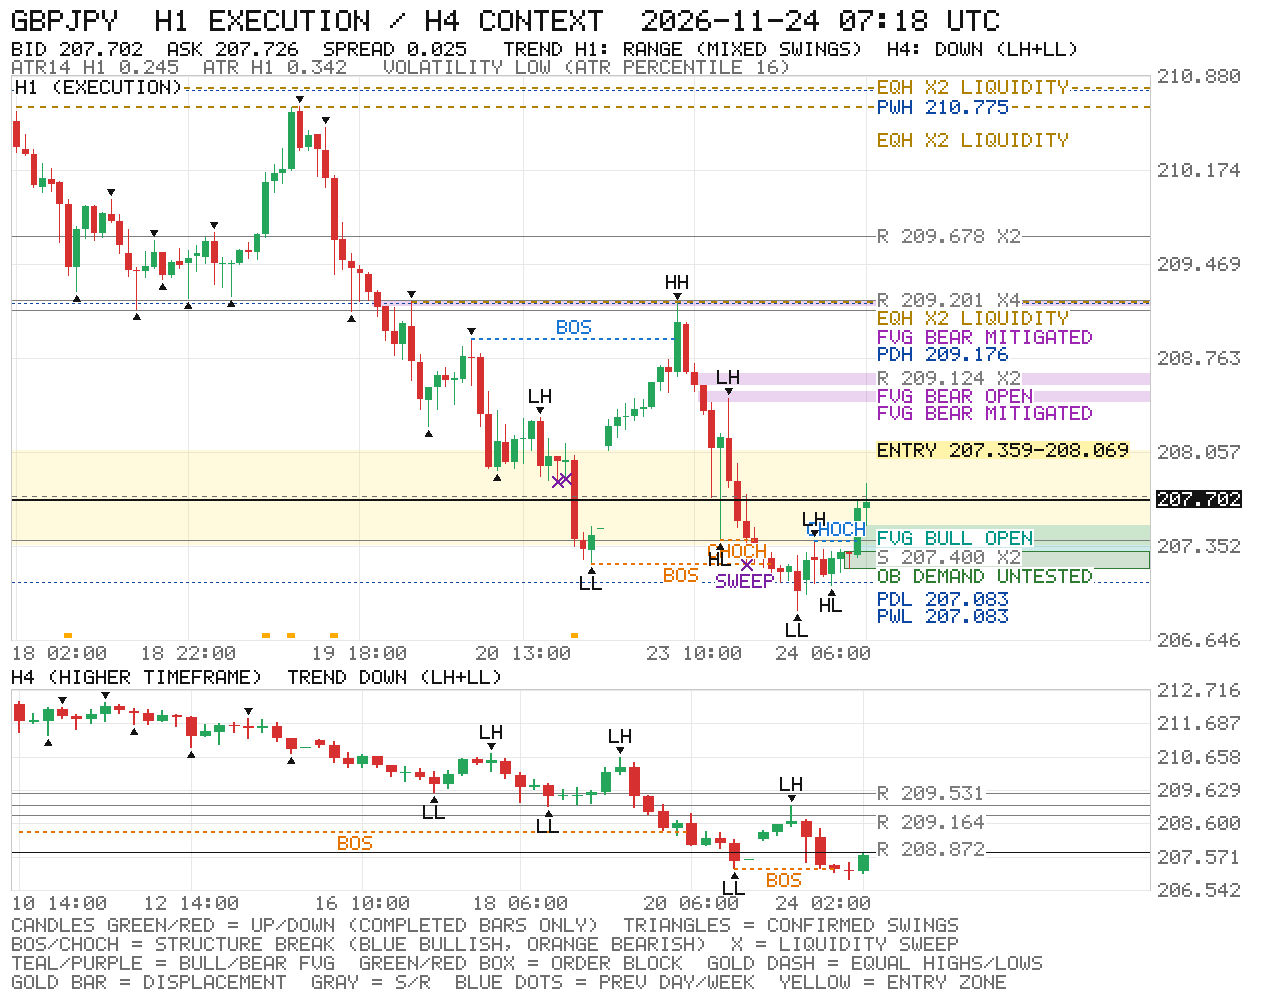 GBPJPY  H1 EXECUTION / H4 CONTEXT  2026-11-24 07:18 UTC
BID 207.702  ASK 207.726  SPREAD 0.025   TREND H1: RANGE (MIXED SWINGS)  H4: DOWN (LH+LL)
ATR14 H1 0.245  ATR H1 0.342   VOLATILITY LOW (ATR PERCENTILE 16)
H1 (EXECUTION)
210.880
EQH X2 LIQUIDITY
PWH 210.775
EQH X2 LIQUIDITY
210.174
R 209.678 X2
209.469
HH
R 209.201 X4
EQH X2 LIQUIDITY
BOS
FVG BEAR MITIGATED
PDH 209.176
208.763
LH
R 209.124 X2
LH
FVG BEAR OPEN
FVG BEAR MITIGATED
ENTRY 207.359-208.069
208.057
207.702
LH
CHOCH
FVG BULL OPEN
207.352
CHOCH
HL
S 207.400 X2
BOS
SWEEP
LL
OB DEMAND UNTESTED
PDL 207.083
HL
PWL 207.083
LL
206.646
18 02:00
18 22:00
19 18:00
20 13:00
23 10:00
24 06:00
H4 (HIGHER TIMEFRAME)  TREND DOWN (LH+LL)
212.716
211.687
LH
LH
210.658
LH
R 209.531
209.629
LL
LL
R 209.164
208.600
BOS
R 208.872
207.571
BOS
LL
206.542
10 14:00
12 14:00
16 10:00
18 06:00
20 06:00
24 02:00
CANDLES GREEN/RED = UP/DOWN (COMPLETED BARS ONLY)  TRIANGLES = CONFIRMED SWINGS
BOS/CHOCH = STRUCTURE BREAK (BLUE BULLISH, ORANGE BEARISH)  X = LIQUIDITY SWEEP
TEAL/PURPLE = BULL/BEAR FVG  GREEN/RED BOX = ORDER BLOCK  GOLD DASH = EQUAL HIGHS/LOWS
GOLD BAR = DISPLACEMENT  GRAY = S/R  BLUE DOTS = PREV DAY/WEEK  YELLOW = ENTRY ZONE